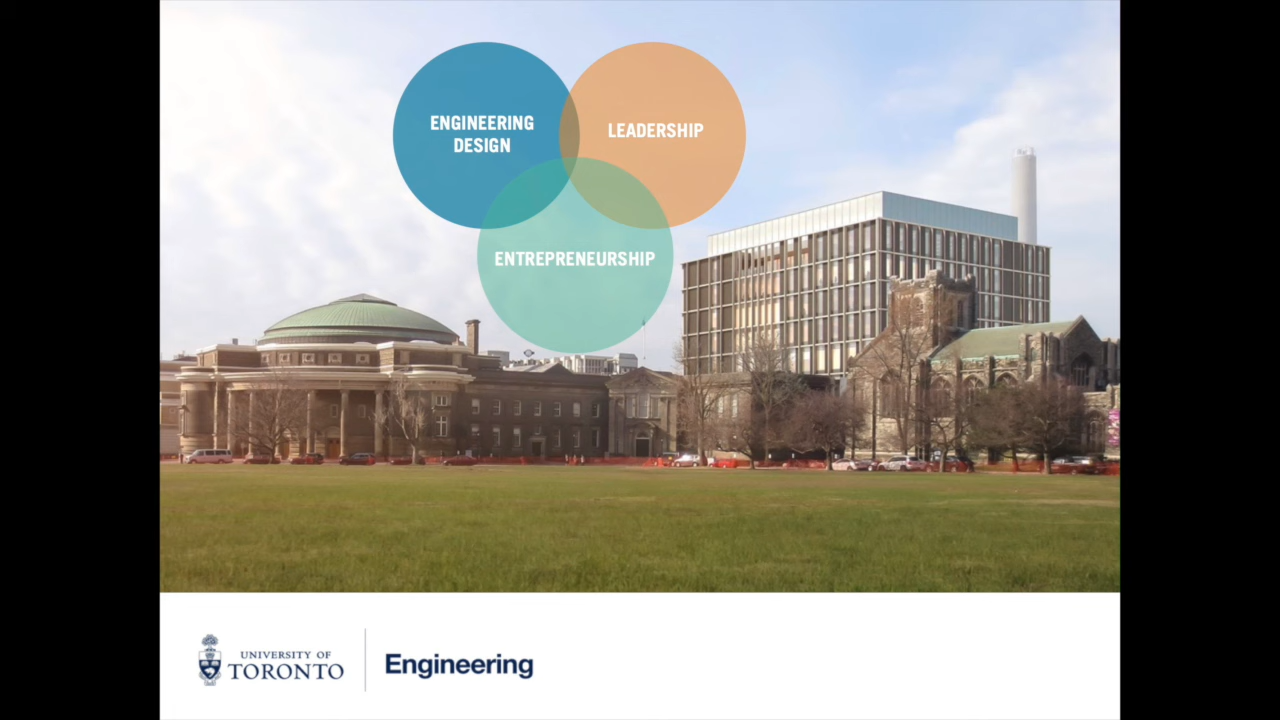 ENGINEERING
DESIGN
LEADERSHIP
ENTREPRENEURSHIP
UNIVERSITY OF
TORONTO
Engineering